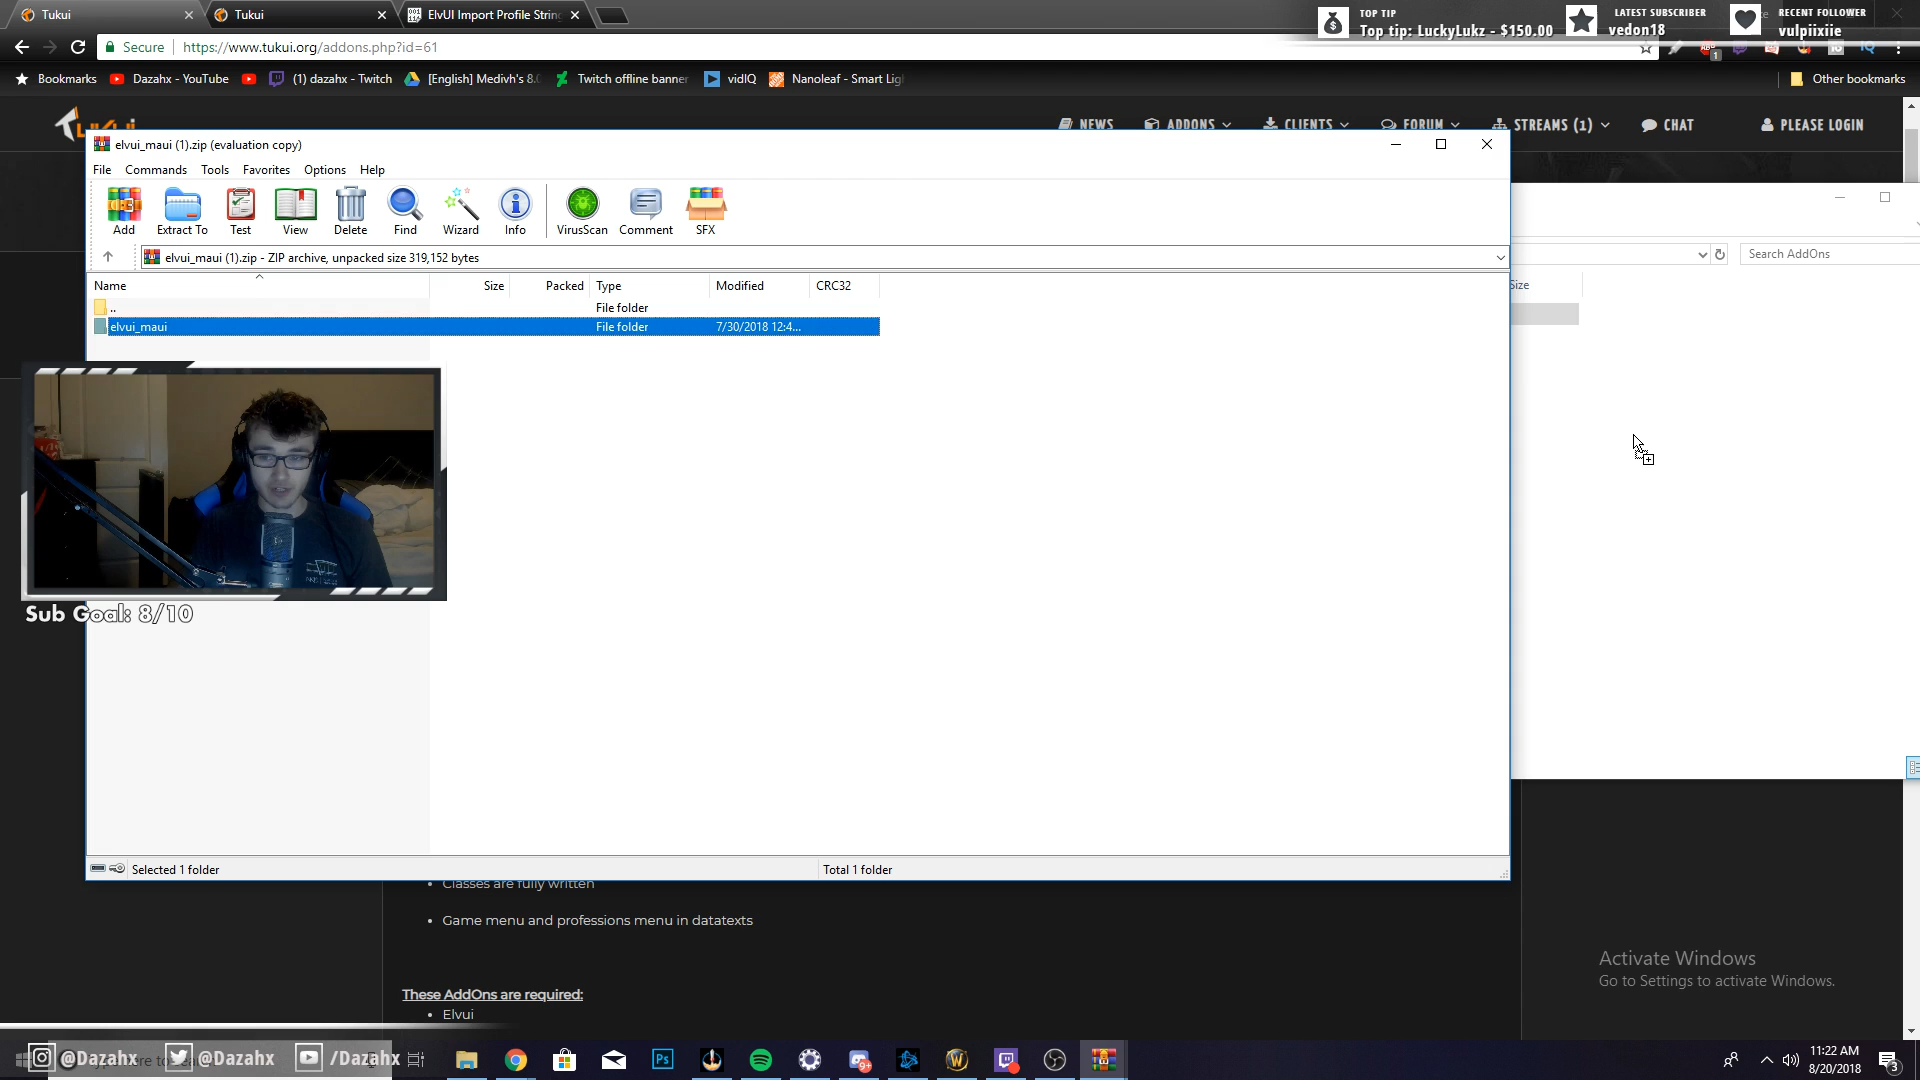 Tukui
Tukui
ElvUI Import Profile String
TOP TIP
Top tip: LuckyLukz - $150.00
LATEST SUBSCRIBER
vedon18
RECENT FOLLOWER
vulpiixiie
Secure
https://www.tukui.org/addons.php?id=61
Bookmarks
Dazahx - YouTube
(1) dazahx - Twitch
[English] Medivh's 8.0
Twitch offline banner
vidIQ
Nanoleaf - Smart Lig
Other bookmarks
NEWS
ADDONS
CLIENTS
FORUM
STREAMS (1)
CHAT
PLEASE LOGIN
elvui_maui (1).zip (evaluation copy)
File Commands Tools Favorites Options Help
Add
Extract To
Test
View
Delete
Find
Wizard
Info
VirusScan
Comment
SFX
elvui_maui (1).zip - ZIP archive, unpacked size 319,152 bytes
Search AddOns
Name Size Packed Type Modified CRC32
Size
.. File folder
elvui_maui File folder 7/30/2018 12:4...
Sub Goal: 8/10
Selected 1 folder
Total 1 folder
Classes are fully written
Game menu and professions menu in datatexts
These AddOns are required:
Elvui
Activate Windows
Go to Settings to activate Windows.
@Dazahx
@Dazahx
/Dazahx
Ps
9+
11:22 AM
8/20/2018
3